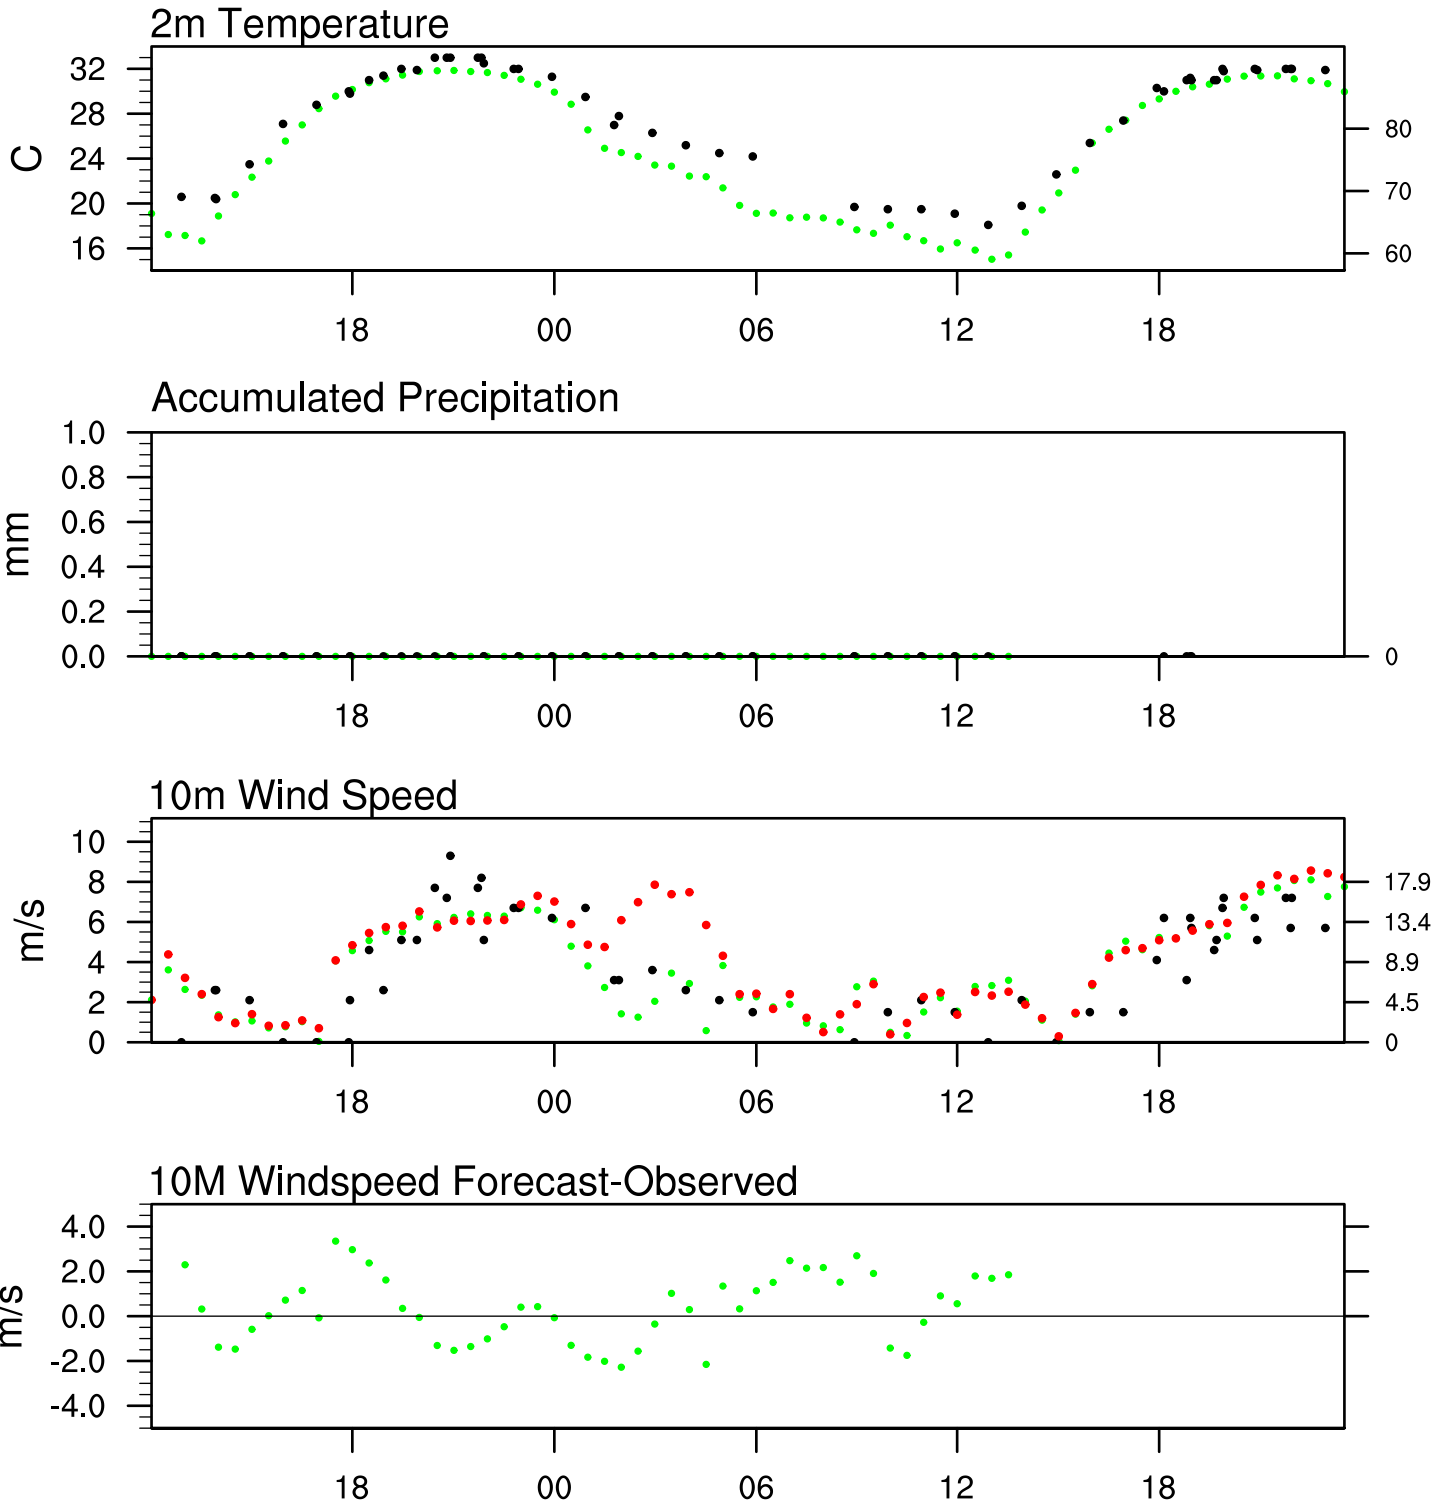 2m Temperature
32
28
24
20
16
C
80
70
60
18 00 06 12 18
Accumulated Precipitation
1.0
0.8
0.6
0.4
0.2
0.0
mm
0
18 00 06 12 18
10m Wind Speed
10
8
6
4
2
0
m/s
17.9
13.4
8.9
4.5
0
18 00 06 12 18
10M Windspeed Forecast-Observed
4.0
2.0
0.0
-2.0
-4.0
m/s
18 00 06 12 18